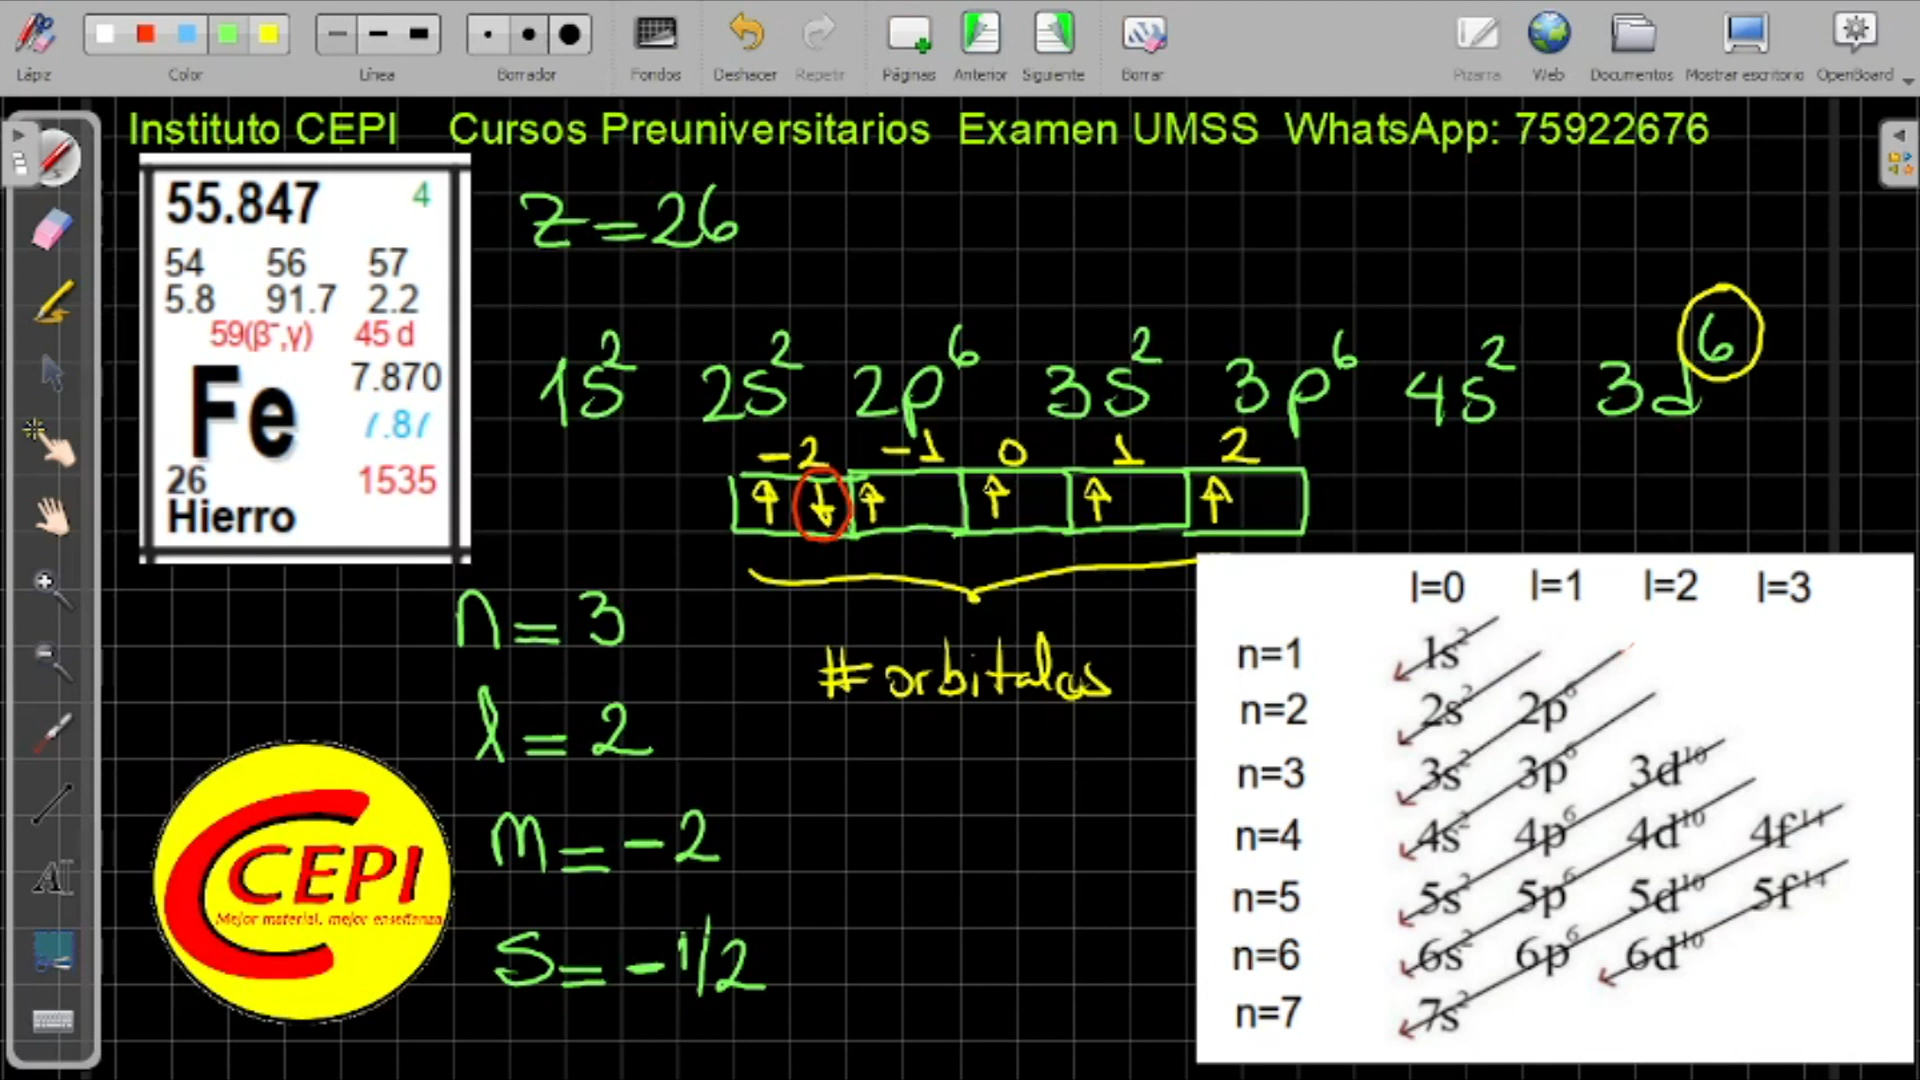 Lápiz Color Línea Borrador Fondos Deshacer Repetir Páginas Anterior Siguiente Borrar Pizarra Web Documentos Mostrar escritorio OpenBoard
Instituto CEPI Cursos Preuniversitarios Examen UMSS WhatsApp: 75922676
55.847 4
54 56 57
5.8 91.7 2.2
59(β⁻,γ) 45 d
7.870
Fe
7.87
26 1535
Hierro
Z=26
1s² 2s² 2p⁶ 3s² 3p⁶ 4s² 3d⁶
-2 -1 0 1 2
↑ ↓ ↑ ↑ ↑ ↑
#orbitales
n=3
l=2
m=-2
s=-1/2
CEPI
Mejor material, mejor enseñanza
l=0 l=1 l=2 l=3
n=1 1s²
n=2 2s² 2p⁶
n=3 3s² 3p⁶ 3d¹⁰
n=4 4s² 4p⁶ 4d¹⁰ 4f¹⁴
n=5 5s² 5p⁶ 5d¹⁰ 5f¹⁴
n=6 6s² 6p⁶ 6d¹⁰
n=7 7s²